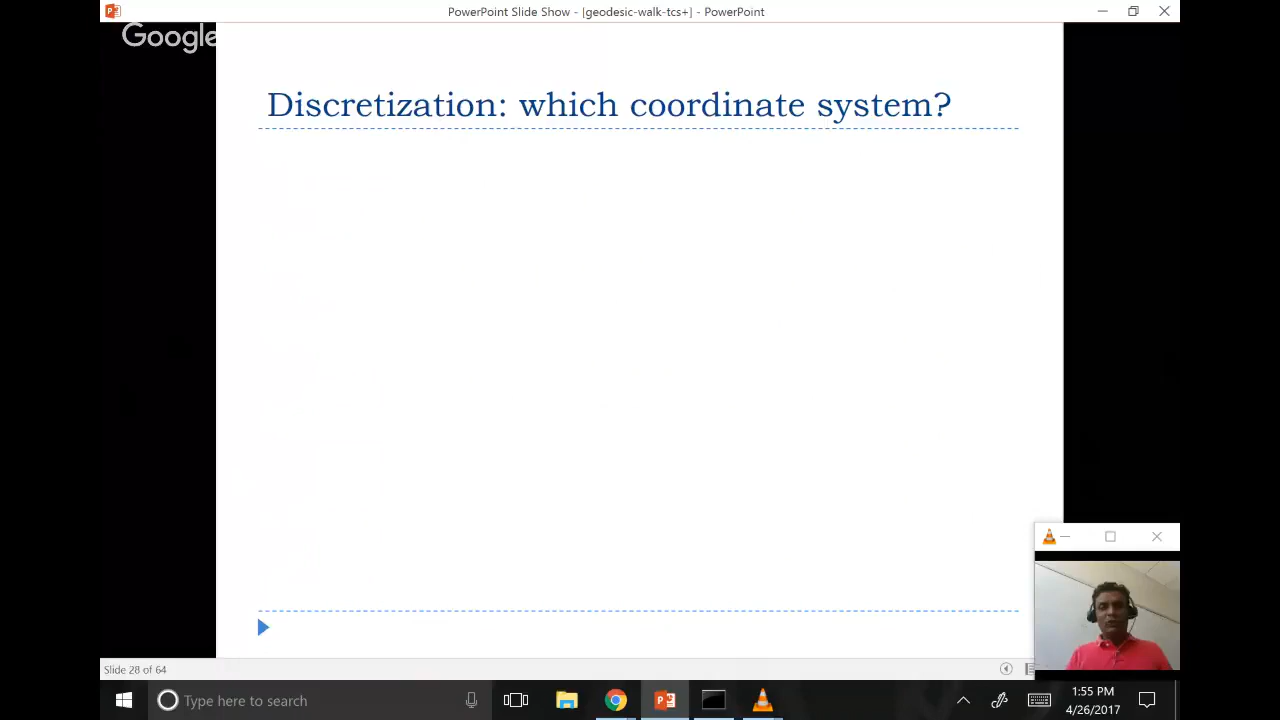 PowerPoint Slide Show - [geodesic-walk-tcs+] - PowerPoint
Google
Discretization: which coordinate system?
Slide 28 of 64
Type here to search
1:55 PM
4/26/2017